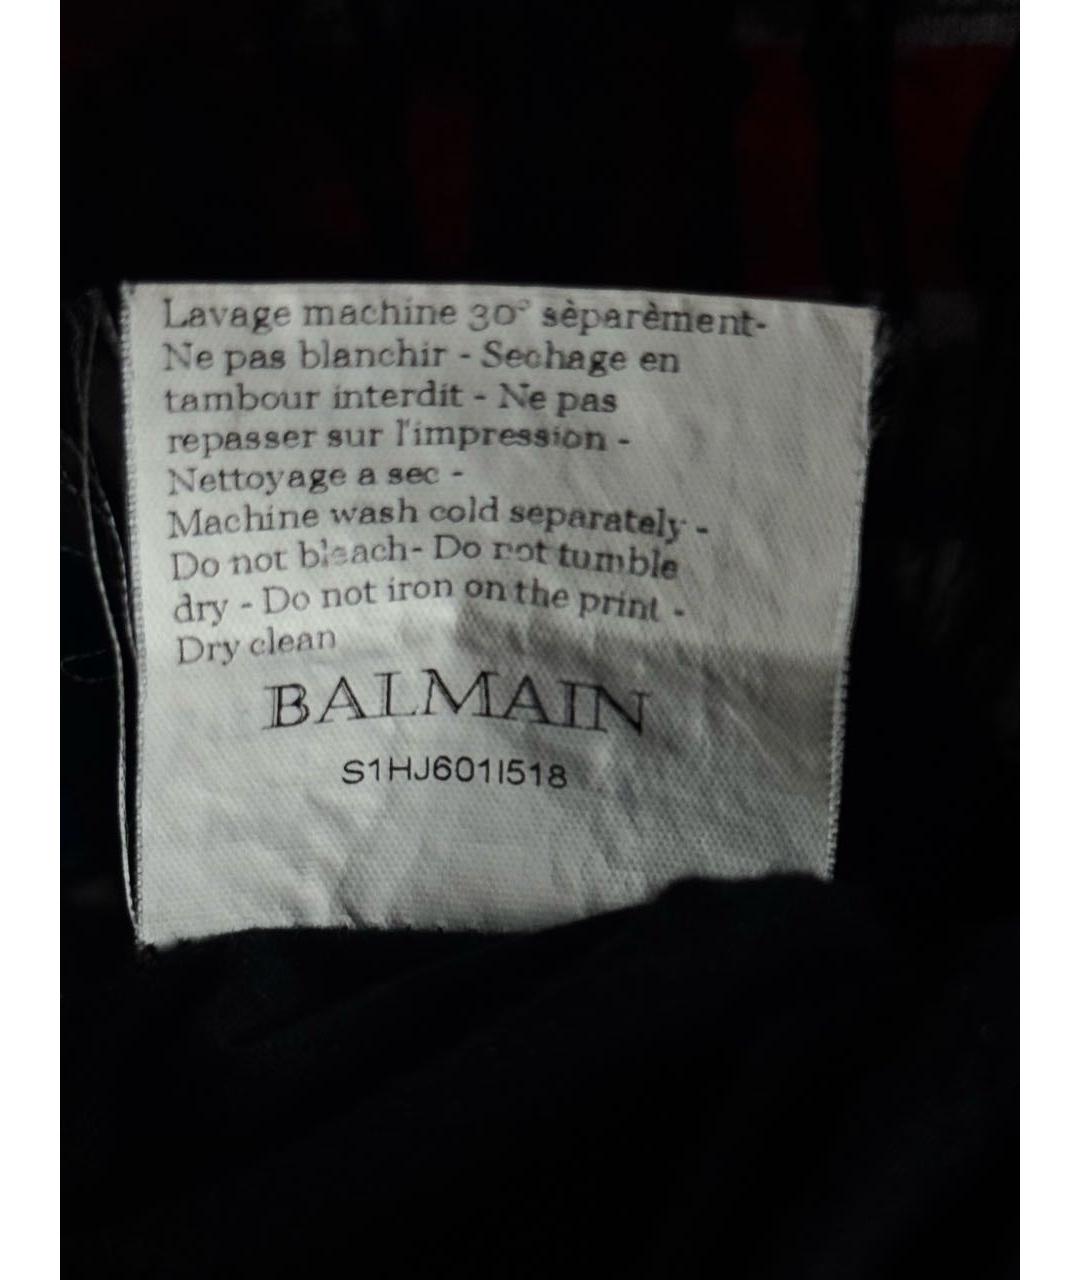 Lavage machine 30° sèparèment-
Ne pas blanchir - Sechage en
tambour interdit - Ne pas
repasser sur l'impression -
Nettoyage a sec -
Machine wash cold separately -
Do not bleach- Do not tumble
dry - Do not iron on the print -
Dry clean
BALMAIN
S1HJ601I518